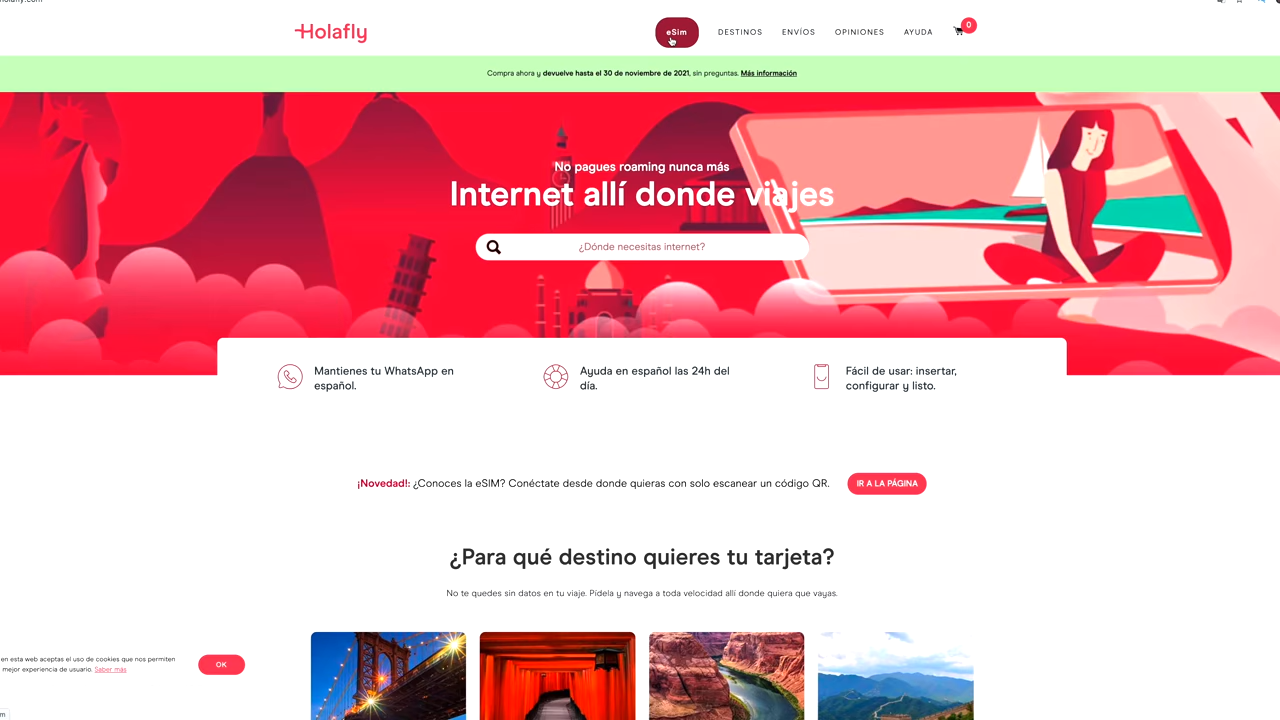 holafly.com
Holafly
eSim
DESTINOS
ENVÍOS
OPINIONES
AYUDA
0
Compra ahora y devuelve hasta el 30 de noviembre de 2021, sin preguntas. Más información
No pagues roaming nunca más
Internet allí donde viajes
¿Dónde necesitas internet?
Mantienes tu WhatsApp en
español.
Ayuda en español las 24h del
día.
Fácil de usar: insertar,
configurar y listo.
¡Novedad!: ¿Conoces la eSIM? Conéctate desde donde quieras con solo escanear un código QR.
IR A LA PÁGINA
¿Para qué destino quieres tu tarjeta?
No te quedes sin datos en tu viaje. Pídela y navega a toda velocidad allí donde quiera que vayas.
en esta web aceptas el uso de cookies que nos permiten
mejor experiencia de usuario. Saber más
OK
m